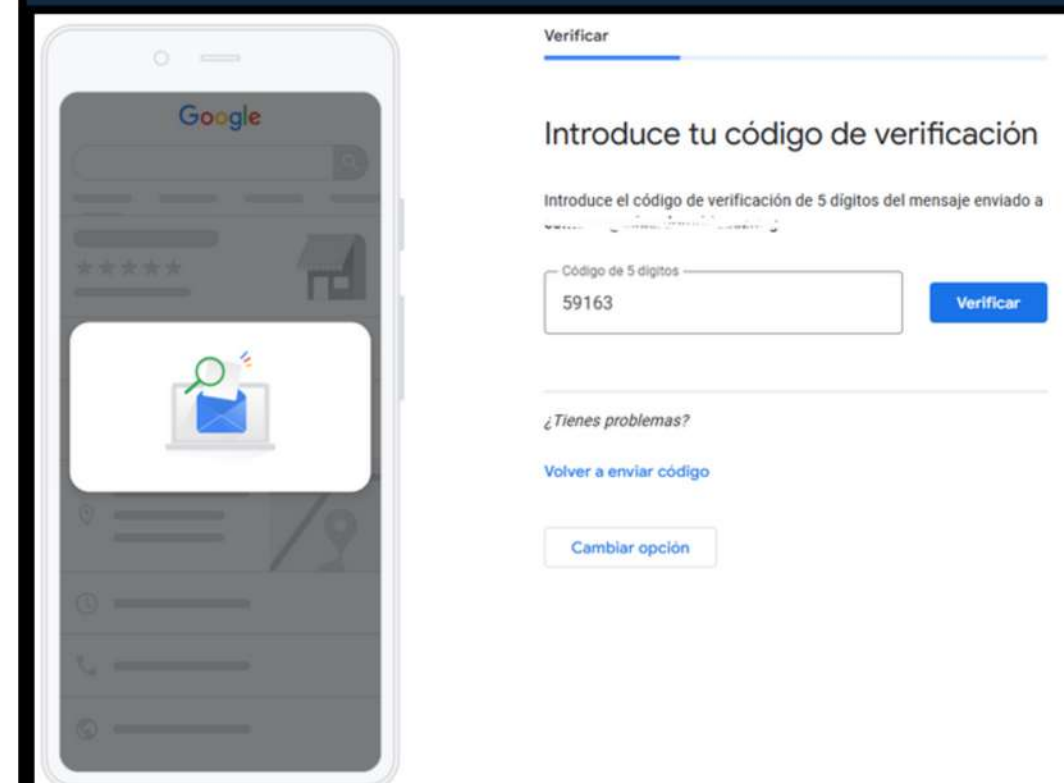 Google
Verificar
Introduce tu código de verificación
Introduce el código de verificación de 5 dígitos del mensaje enviado a
Código de 5 dígitos
59163
Verificar
¿Tienes problemas?
Volver a enviar código
Cambiar opción